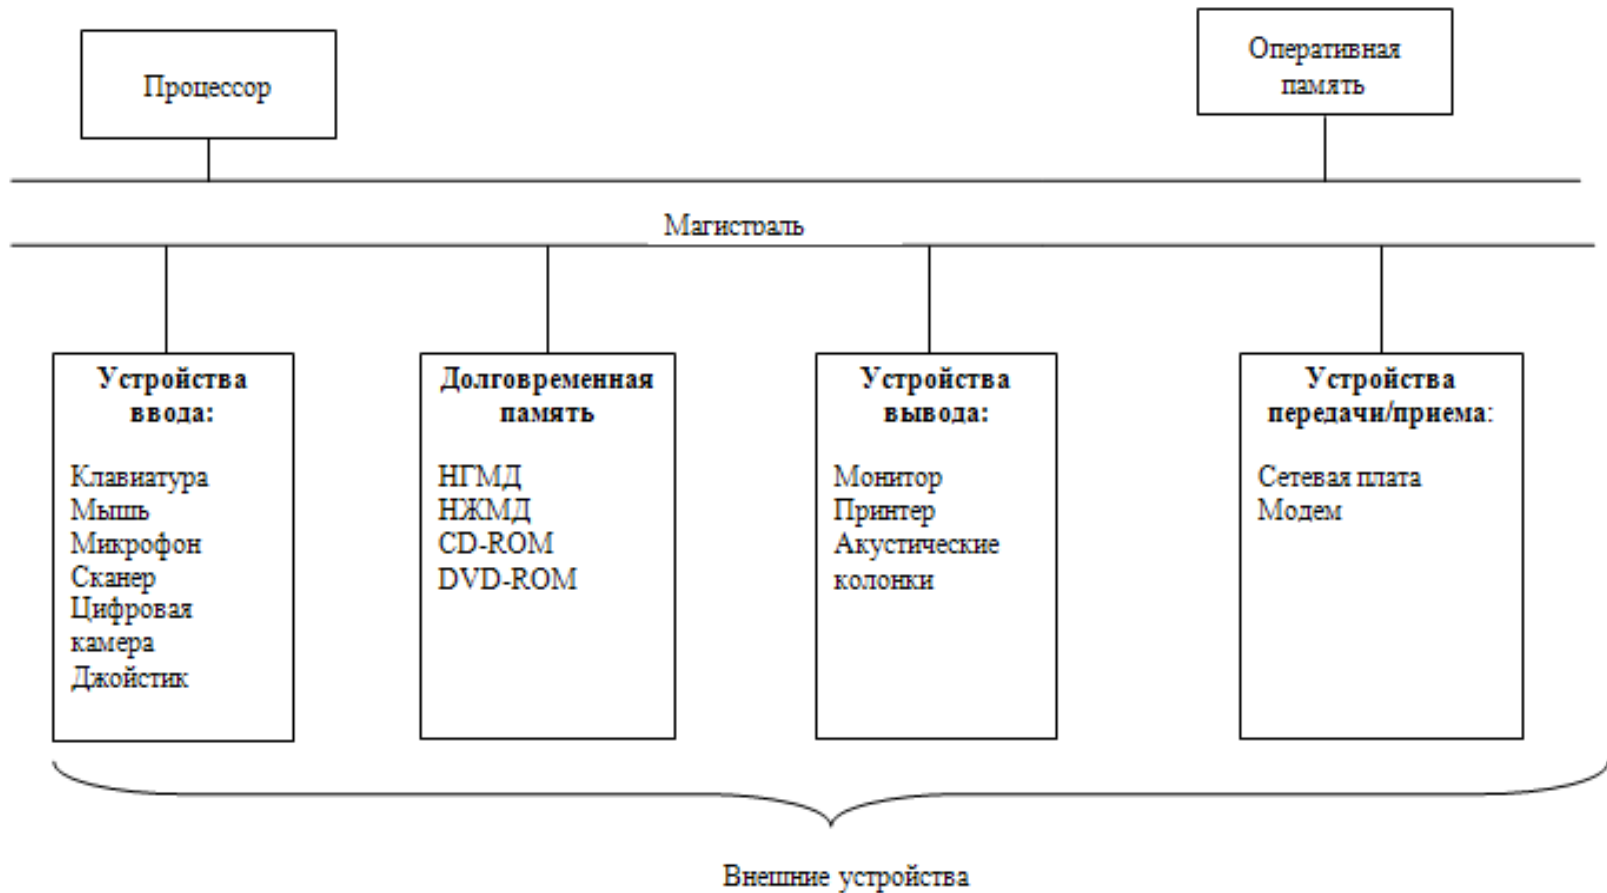 Процессор
Оперативная
память
Магистраль
Устройства
ввода:
Клавиатура
Мышь
Микрофон
Сканер
Цифровая
камера
Джойстик
Долговременная
память
НГМД
НЖМД
CD-ROM
DVD-ROM
Устройства
вывода:
Монитор
Принтер
Акустические
колонки
Устройства
передачи/приема:
Сетевая плата
Модем
Внешние устройства